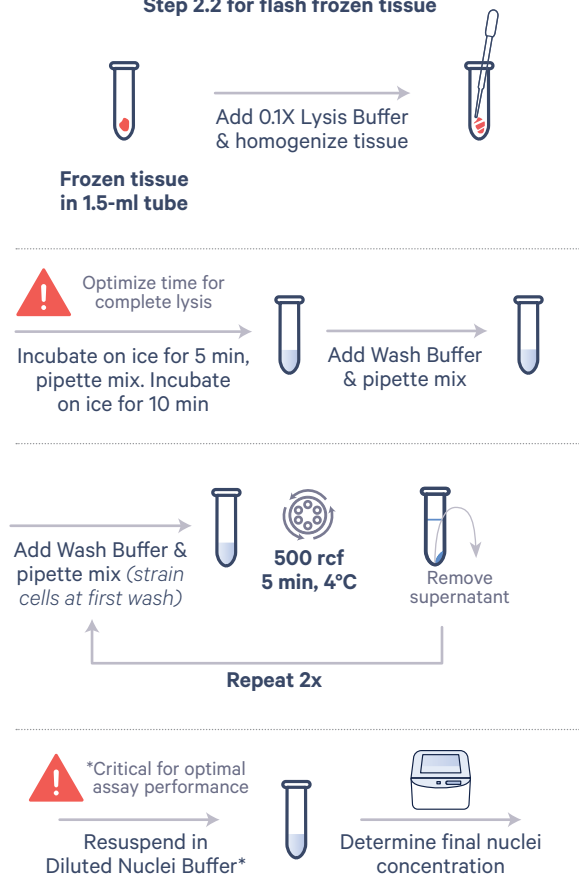 Step 2.2 for flash frozen tissue
Add 0.1X Lysis Buffer
& homogenize tissue
Frozen tissue
in 1.5-ml tube
Optimize time for
complete lysis
Incubate on ice for 5 min,
pipette mix. Incubate
on ice for 10 min
Add Wash Buffer
& pipette mix
Add Wash Buffer &
pipette mix (strain
cells at first wash)
500 rcf
5 min, 4°C
Remove
supernatant
Repeat 2x
*Critical for optimal
assay performance
Resuspend in
Diluted Nuclei Buffer*
Determine final nuclei
concentration